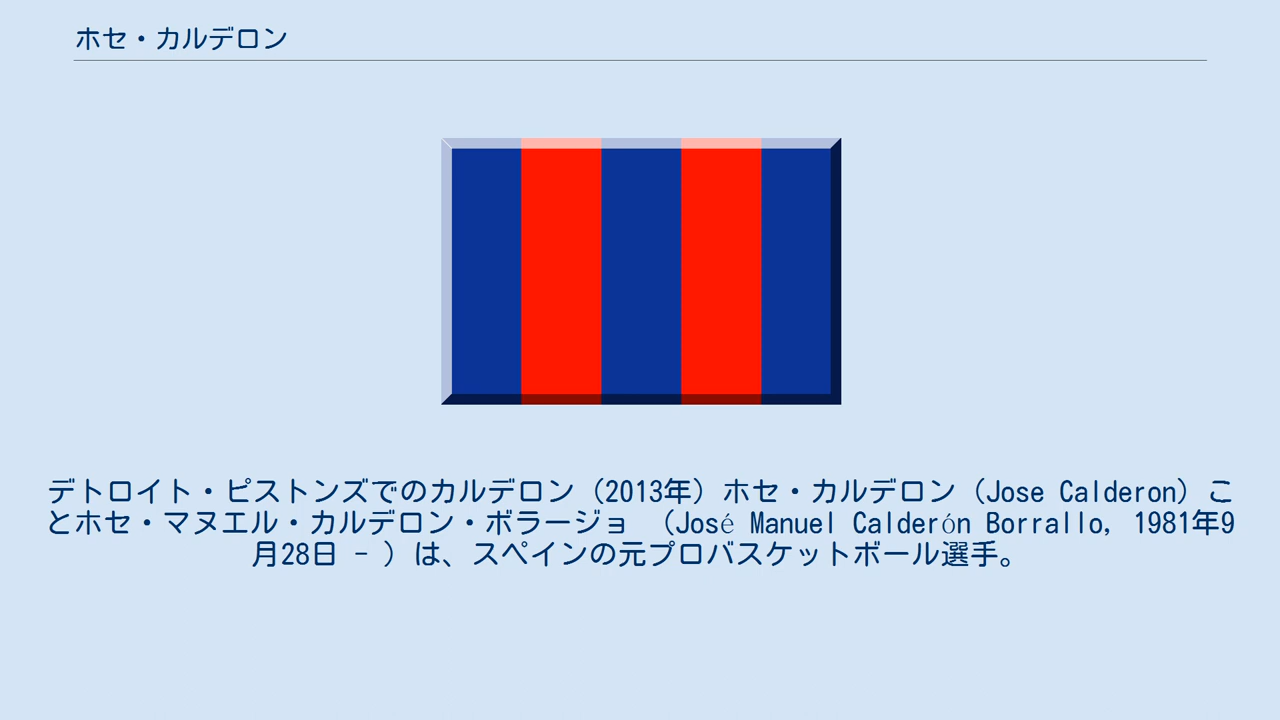 ホセ・カルデロン
デトロイト・ピストンズでのカルデロン（2013年）ホセ・カルデロン（Jose Calderon）こ
とホセ・マヌエル・カルデロン・ボラージョ　（José Manuel Calderón Borrallo, 1981年9
月28日 - ）は、スペインの元プロバスケットボール選手。